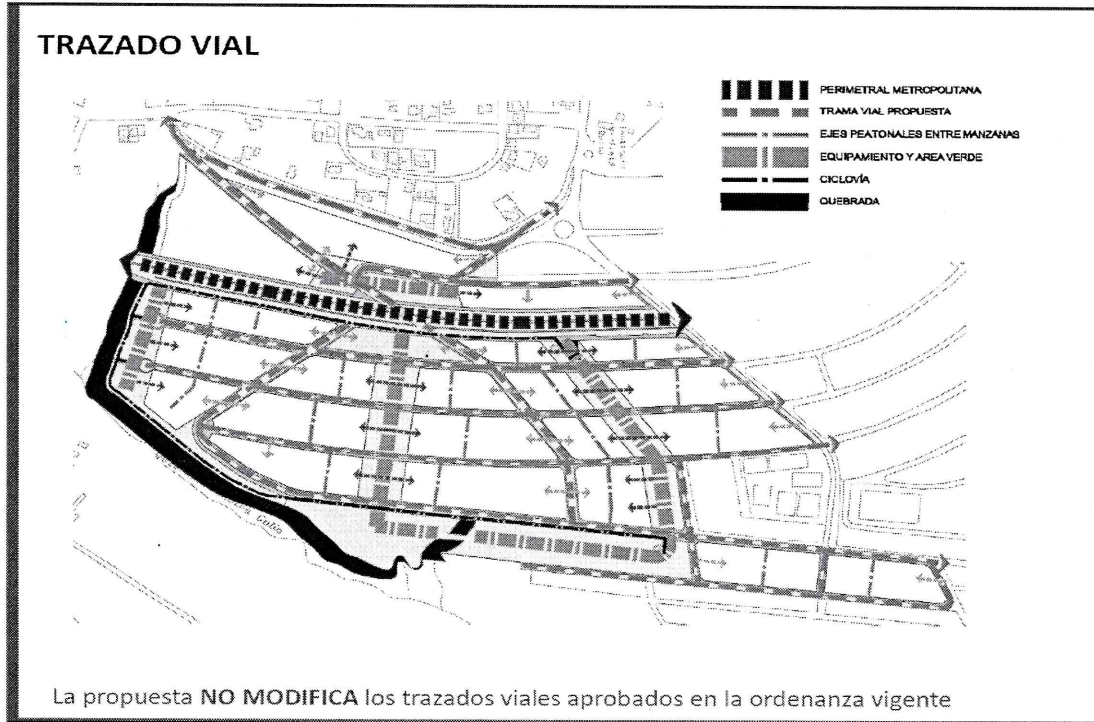 TRAZADO VIAL
PERIMETRAL METROPOLITANA
TRAMA VIAL PROPUESTA
EJES PEATONALES ENTRE MANZANAS
EQUIPAMIENTO Y AREA VERDE
CICLOVÍA
QUEBRADA
La propuesta NO MODIFICA los trazados viales aprobados en la ordenanza vigente